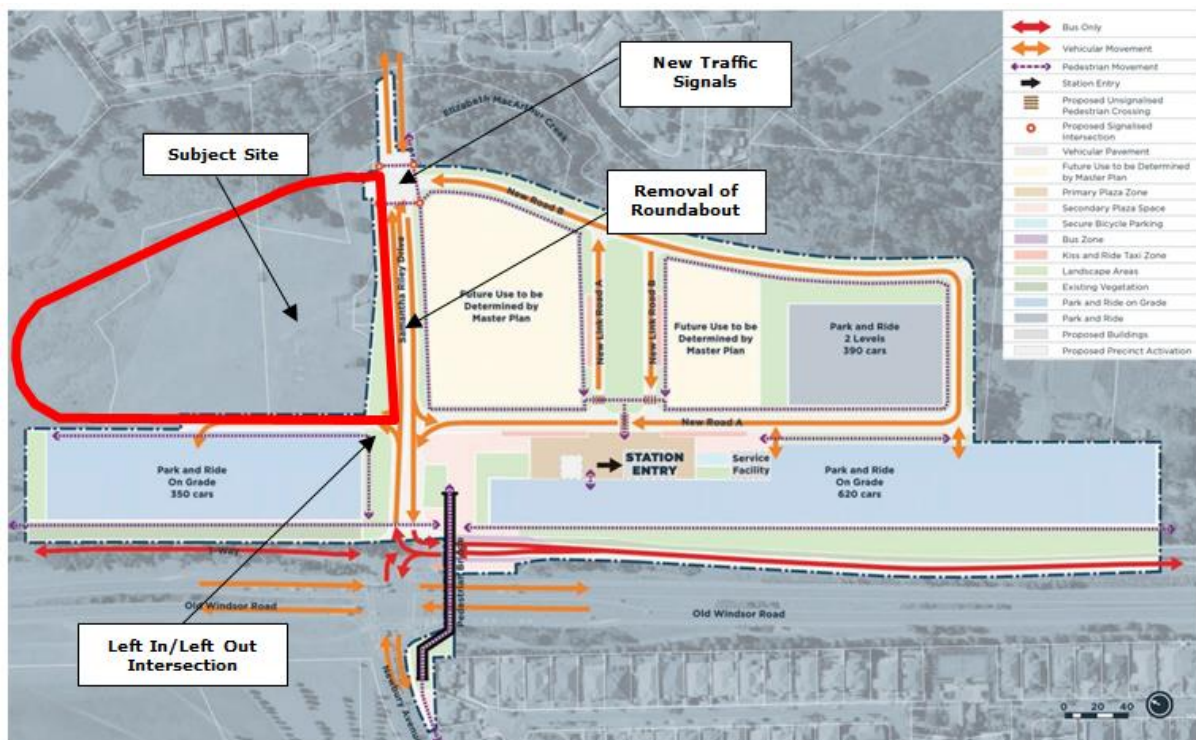 New Traffic
Signals
Subject Site
Removal of
Roundabout
Left In/Left Out
Intersection
Elizabeth MacArthur Creek
New Road B
Samantha Riley Drive
Future Use to be
Determined by
Master Plan
New Link Road A
New Link Road B
Future Use to be
Determined by
Master Plan
Park and Ride
2 Levels
390 cars
New Road A
STATION
ENTRY
Service
Facility
Park and Ride
On Grade
350 cars
Park and Ride
On Grade
620 cars
T-Way
Pedestrian Bridge
Old Windsor Road
Old Windsor Road
Newbury Avenue
0 20 40
Bus Only
Vehicular Movement
Pedestrian Movement
Station Entry
Proposed Unsignalised
Pedestrian Crossing
Proposed Signalised
Intersection
Vehicular Pavement
Future Use to be Determined
by Master Plan
Primary Plaza Zone
Secondary Plaza Space
Secure Bicycle Parking
Bus Zone
Kiss and Ride Taxi Zone
Landscape Areas
Existing Vegetation
Park and Ride on Grade
Park and Ride
Proposed Buildings
Proposed Precinct Activation